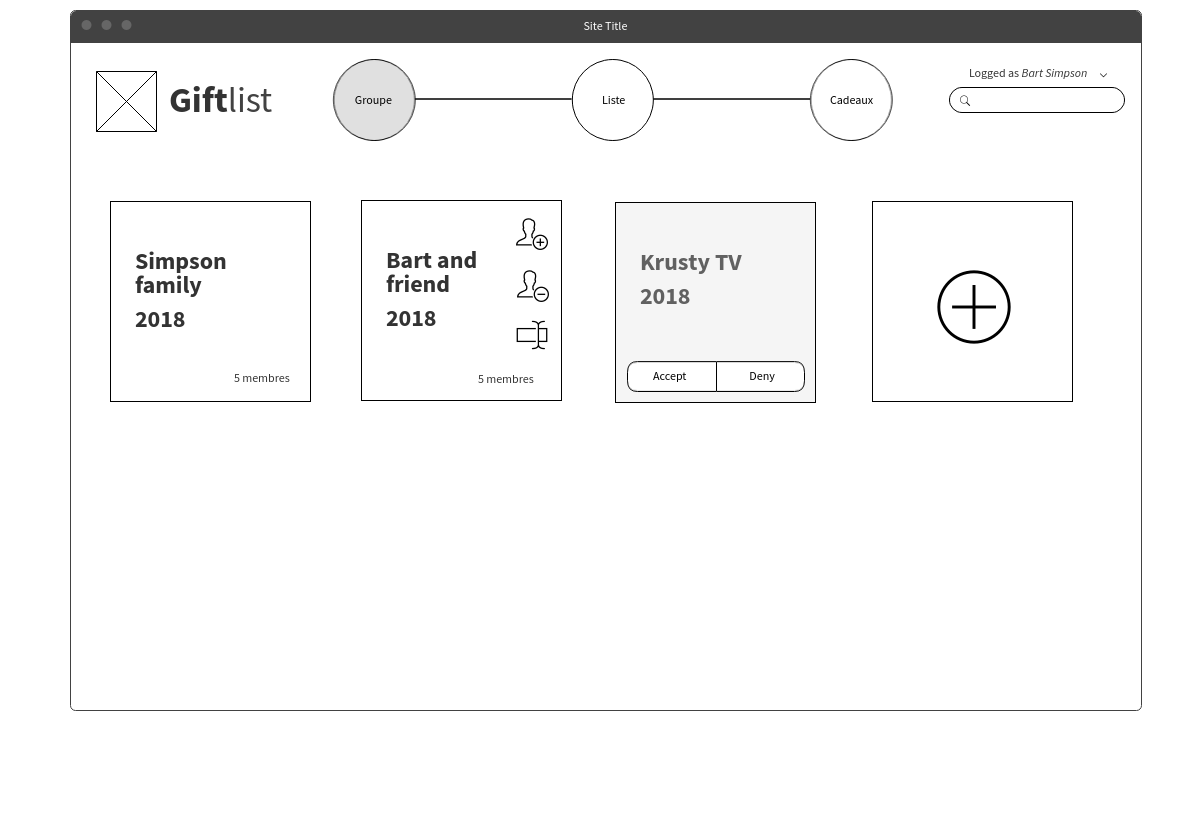 Site Title
Giftlist
Groupe
Liste
Cadeaux
Logged as Bart Simpson
Simpson
family
2018
5 membres
Bart and
friend
2018
5 membres
Krusty TV
2018
Accept
Deny